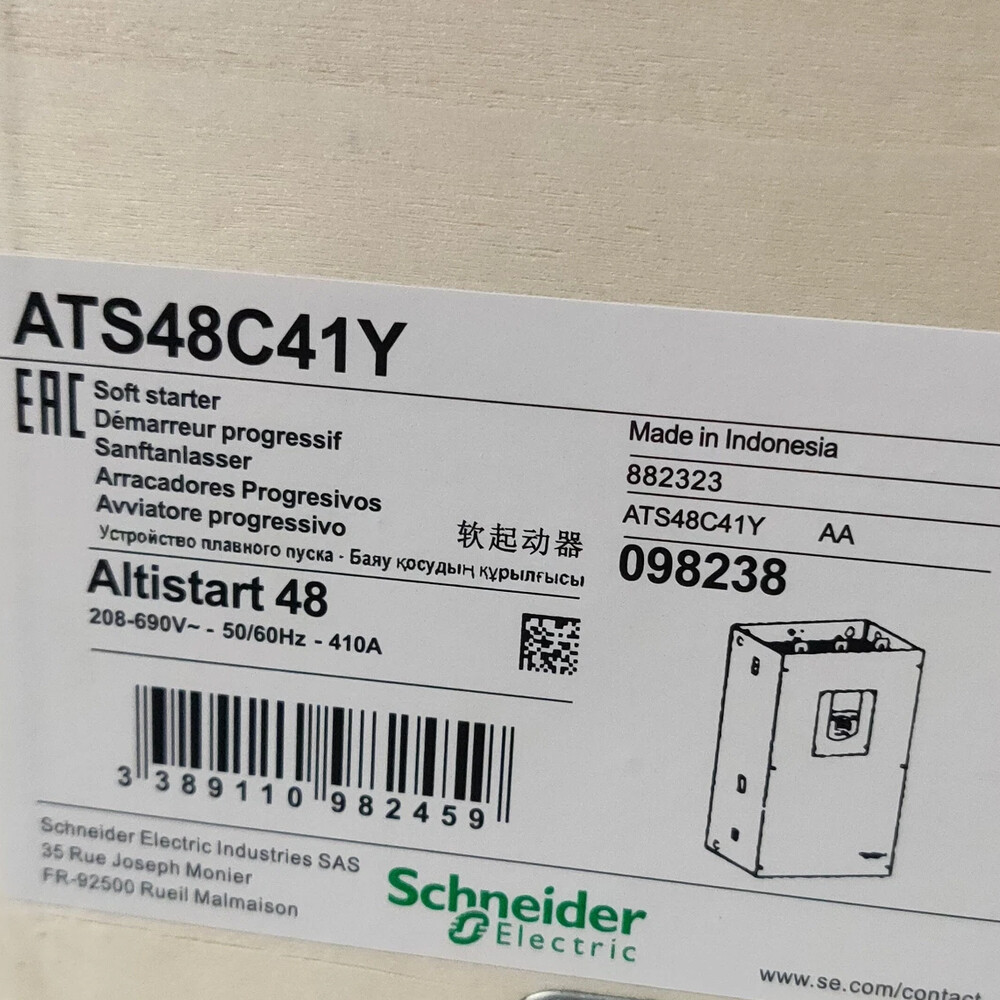 ATS48C41Y
EAC
Soft starter
Démarreur progressif
Sanftanlasser
Arracadores Progresivos
Avviatore progressivo
软起动器
Устройство плавного пуска - Баяу қосудың құрылғысы
Altistart 48
208-690V~ - 50/60Hz - 410A
Made in Indonesia
882323
ATS48C41Y AA
098238
3 389110 982459
Schneider Electric Industries SAS
35 Rue Joseph Monier
FR-92500 Rueil Malmaison
Schneider
Electric
www.se.com/contact